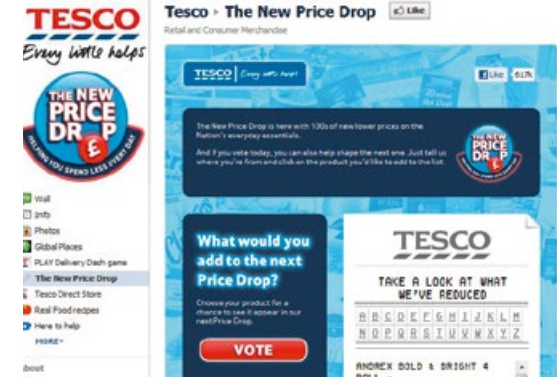 TESCO
Every little helps
THE NEW
PRICE
DROP
£
HELPING YOU SPEND LESS EVERY DAY
Wall
Info
Photos
Global Places
PLAY Delivery Dash game
The New Price Drop
Tesco Direct Store
Real Food recipes
Here to help
MORE
About
Tesco ▸ The New Price Drop
Like
Retail and Consumer Merchandise
TESCO Every little helps
Like 617k
The New Price Drop is here with 100s of new lower prices on the
Nation's everyday essentials.
And if you vote today, you can also help shape the next one. Just tell us
where you're from and click on the product you'd like to add to the list.
THE NEW
PRICE
DROP
£
What would you
add to the next
Price Drop?
Choose your product for a
chance to see it appear in our
next Price Drop.
VOTE
TESCO
TAKE A LOOK AT WHAT
WE'VE REDUCED
A B C D E F G H I J K L M
N O P Q R S T U V W X Y Z
ANDREX BOLD & BRIGHT 4